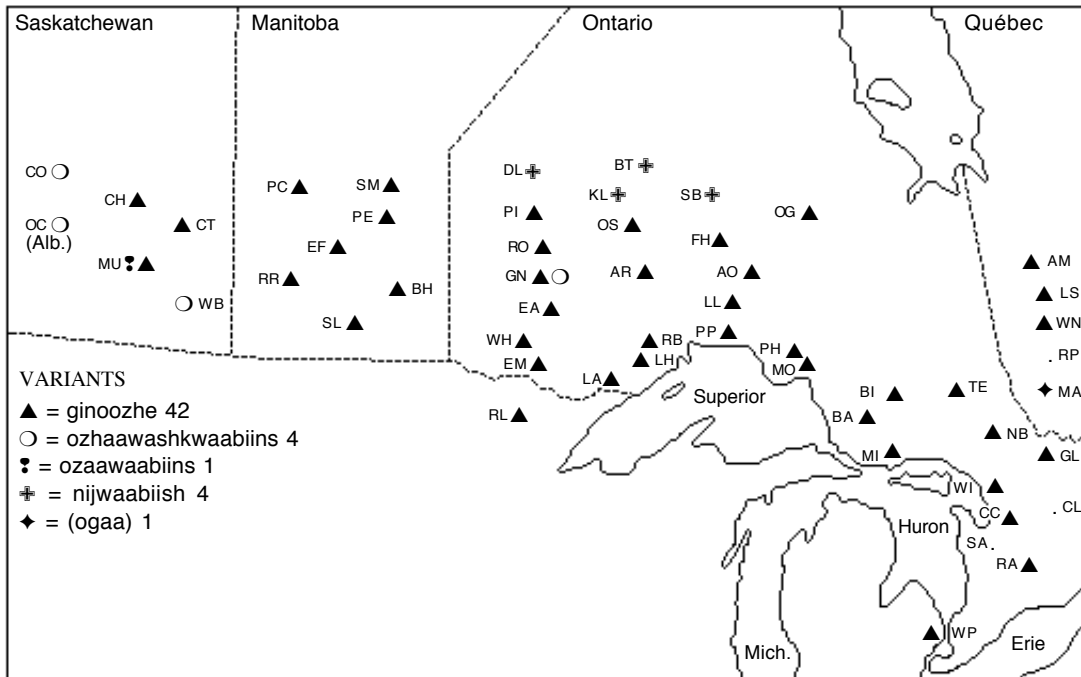 Saskatchewan Manitoba Ontario Québec
CO
CH
OC
(Alb.)
CT
MU
WB
PC
SM
PE
EF
RR
BH
SL
DL
BT
KL
SB
PI
OS
OG
RO
FH
GN
AR
AO
EA
LL
WH
RB
PP
EM
LH
PH
LA
MO
RL
AM
LS
WN
RP
MA
TE
BI
BA
NB
MI
GL
WI
CC
CL
SA
RA
WP
Superior
Huron
Mich.
Erie
VARIANTS
▲ = ginoozhe 42
❍ = ozhaawashkwaabiins 4
❣ = ozaawaabiins 1
✙ = nijwaabiish 4
✦ = (ogaa) 1